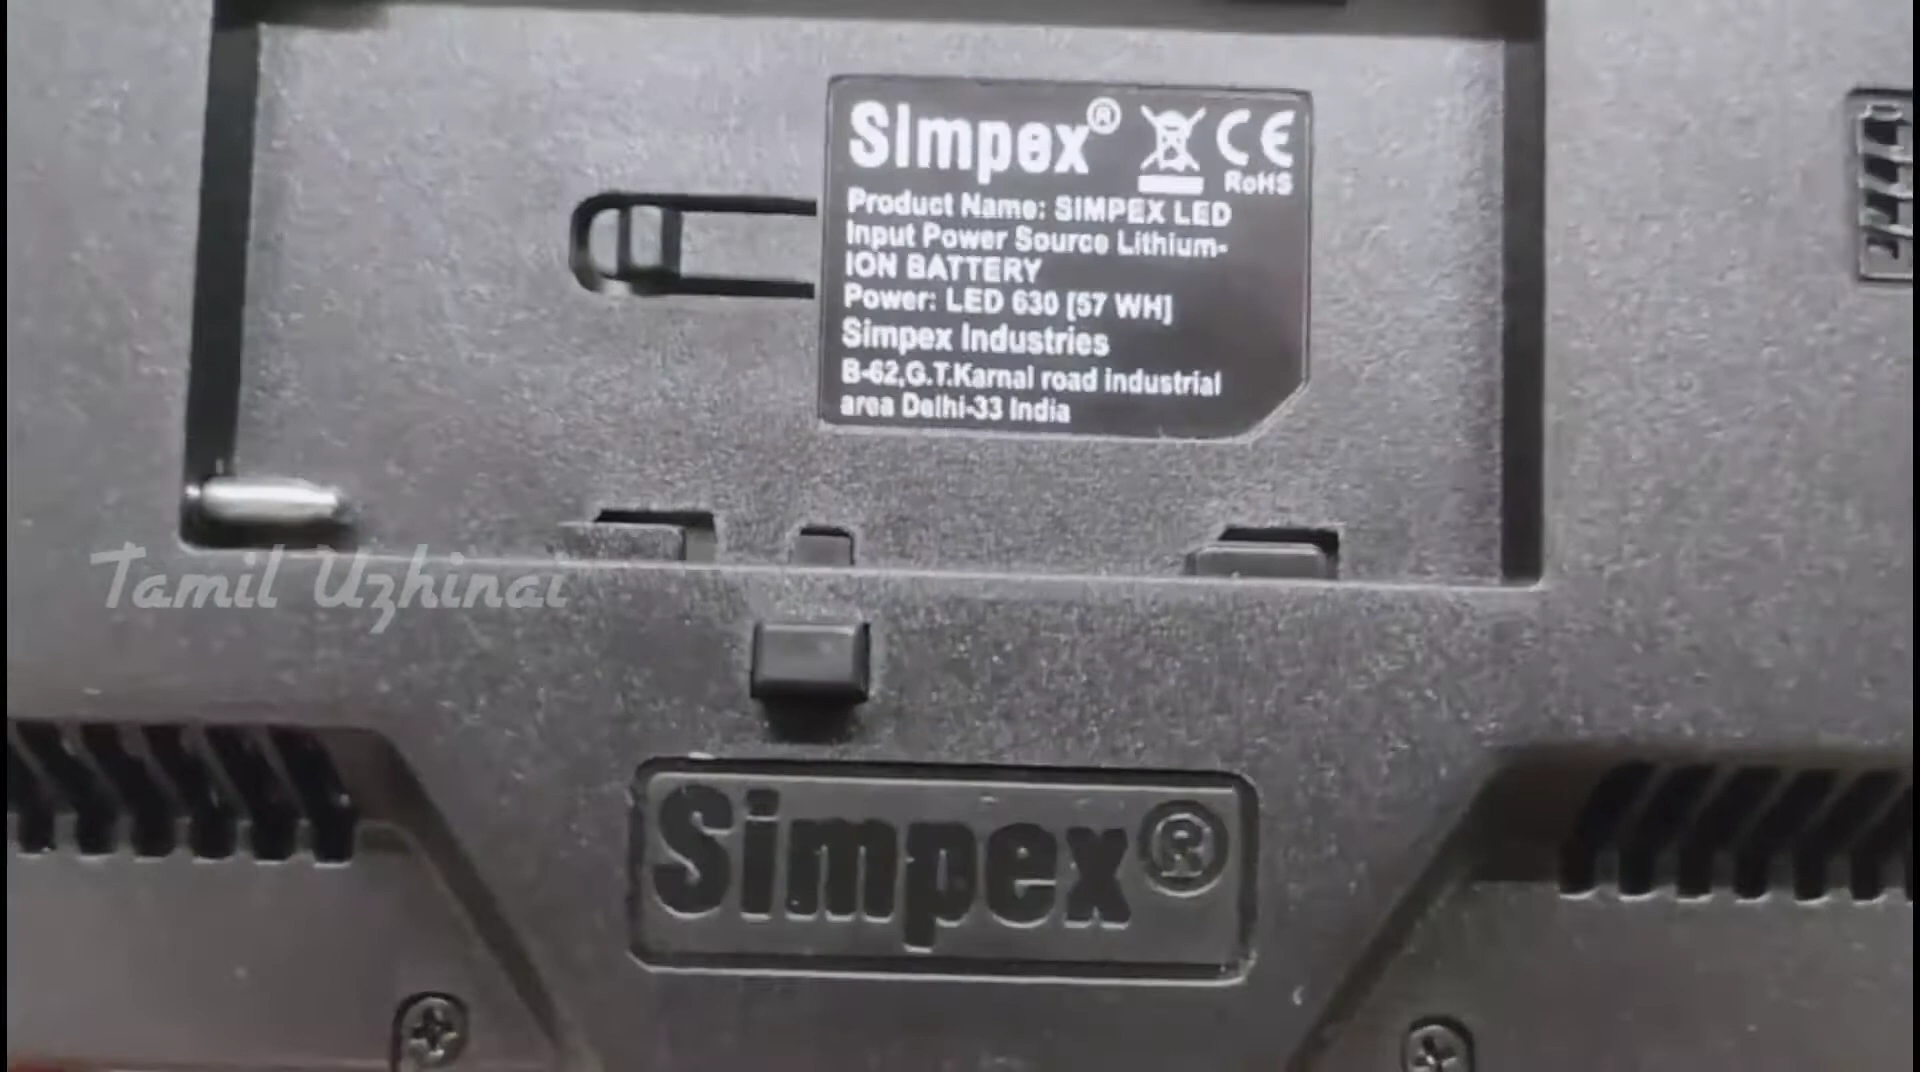 Simpex® CE
RoHS
Product Name: SIMPEX LED
Input Power Source Lithium-
ION BATTERY
Power: LED 630 [57 WH]
Simpex Industries
B-62,G.T.Karnal road industrial
area Delhi-33 India
Tamil Uzhinai
Simpex®